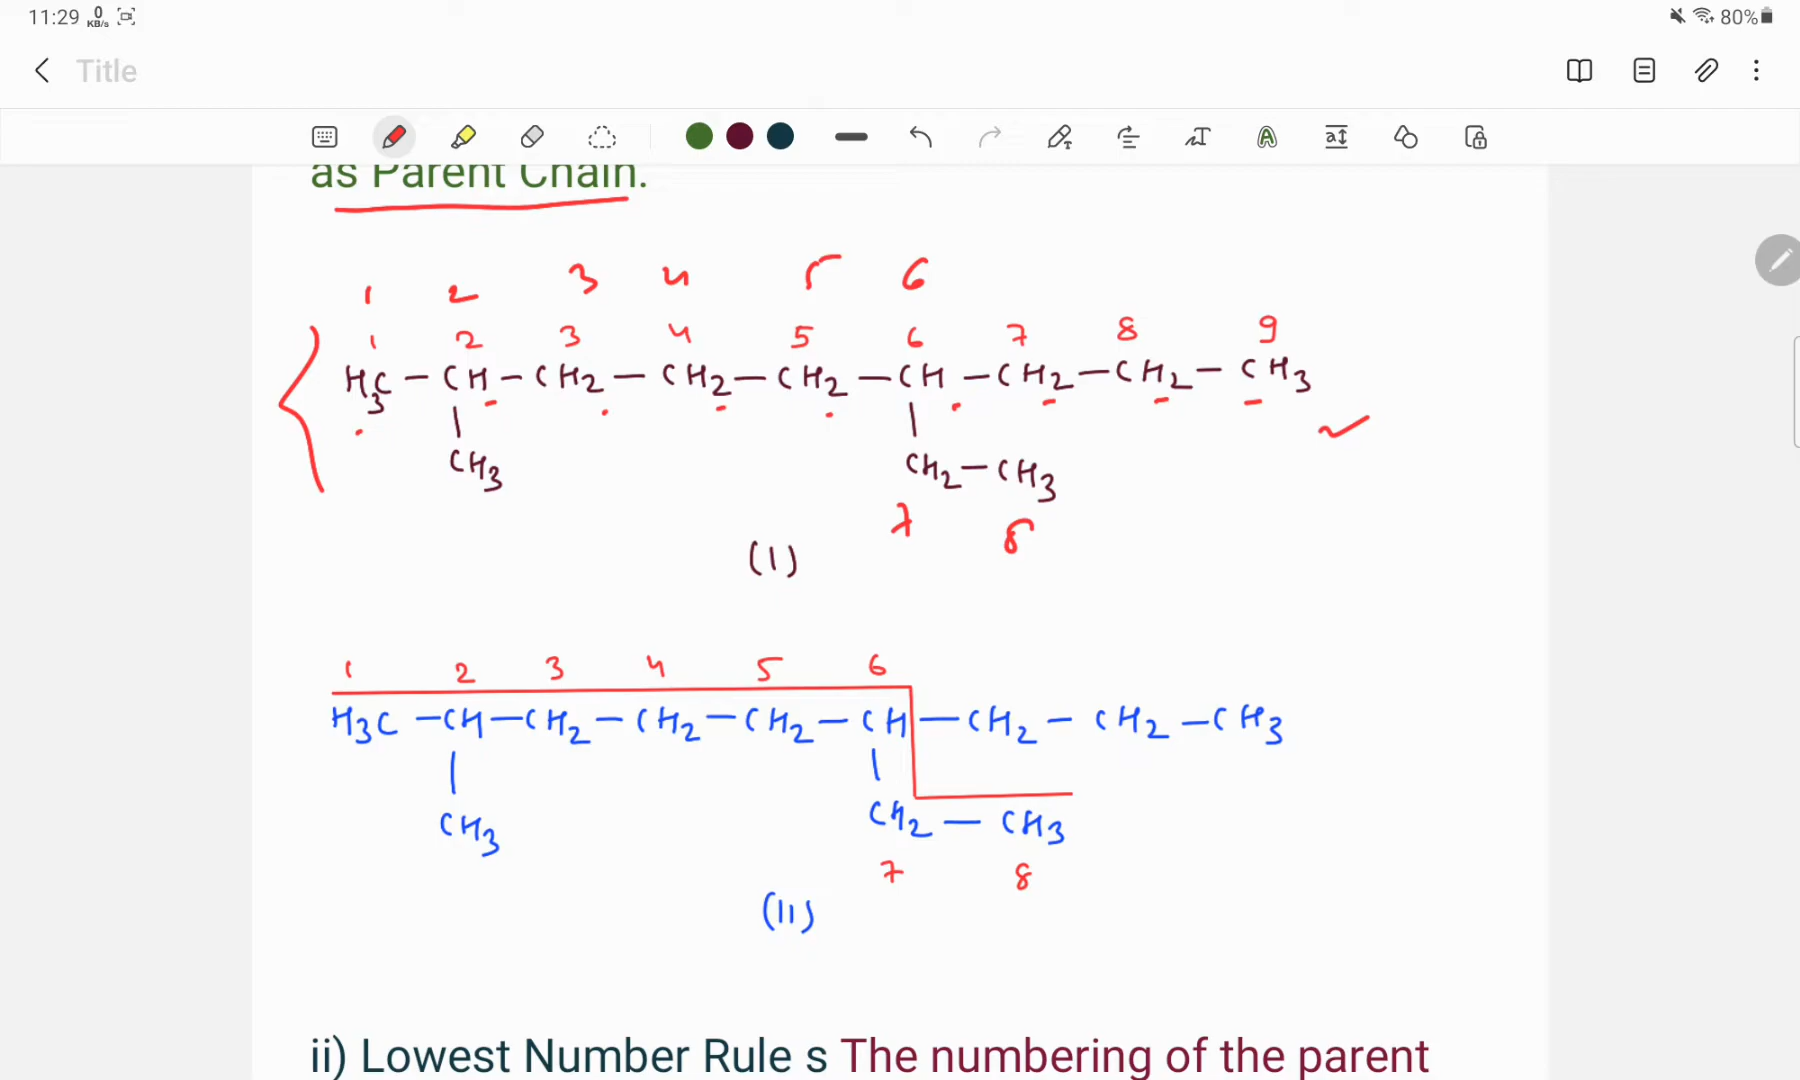 11:29 0 KB/s 80%
Title
as Parent Chain.
1 2 3 4 5 6
1 2 3 4 5 6 7 8 9
H3C – CH – CH2 – CH2 – CH2 – CH – CH2 – CH2 – CH3
CH3 CH2 – CH3
7 8
(I)
1 2 3 4 5 6
H3C – CH – CH2 – CH2 – CH2 – CH – CH2 – CH2 – CH3
CH3 CH2 – CH3
7 8
(II)
ii) Lowest Number Rule s The numbering of the parent